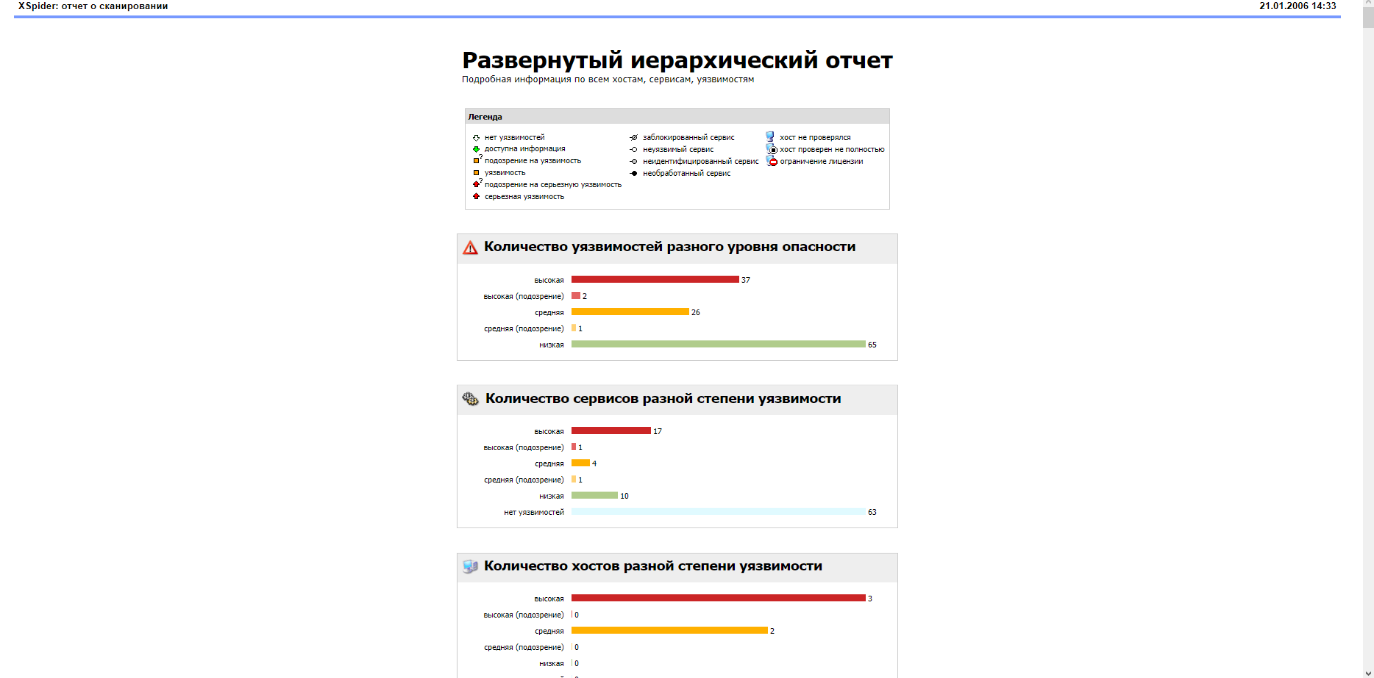 XSpider: отчет о сканировании 21.01.2006 14:33
Развернутый иерархический отчет
Подробная информация по всем хостам, сервисам, уязвимостям
Легенда
нет уязвимостей заблокированный сервис хост не проверялся
доступна информация неуязвимый сервис хост проверен не полностью
? подозрение на уязвимость неидентифицированный сервис ограничение лицензии
уязвимость необработанный сервис
? подозрение на серьезную уязвимость
серьезная уязвимость
Количество уязвимостей разного уровня опасности
высокая 37
высокая (подозрение) 2
средняя 26
средняя (подозрение) 1
низкая 65
Количество сервисов разной степени уязвимости
высокая 17
высокая (подозрение) 1
средняя 4
средняя (подозрение) 1
низкая 10
нет уязвимостей 63
Количество хостов разной степени уязвимости
высокая 3
высокая (подозрение) 0
средняя 2
средняя (подозрение) 0
низкая 0